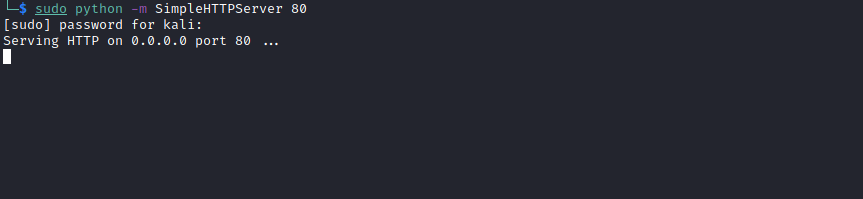 └─$ sudo python -m SimpleHTTPServer 80
[sudo] password for kali:
Serving HTTP on 0.0.0.0 port 80 ...